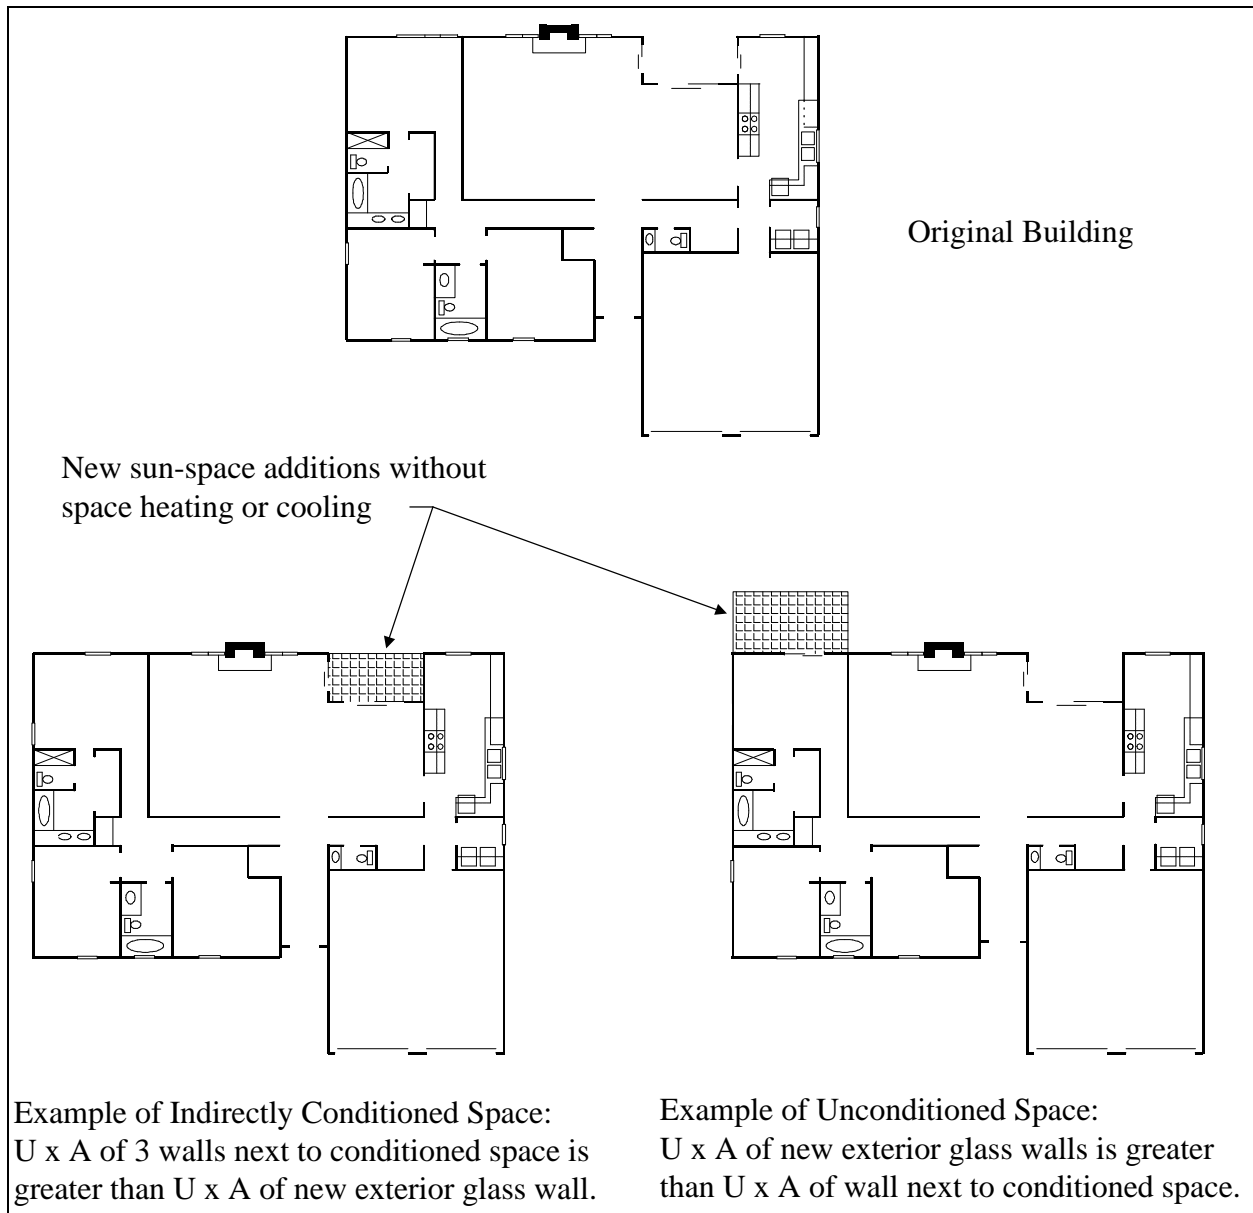 Original Building
New sun-space additions without
space heating or cooling
Example of Indirectly Conditioned Space:
U x A of 3 walls next to conditioned space is
greater than U x A of new exterior glass wall.
Example of Unconditioned Space:
U x A of new exterior glass walls is greater
than U x A of wall next to conditioned space.